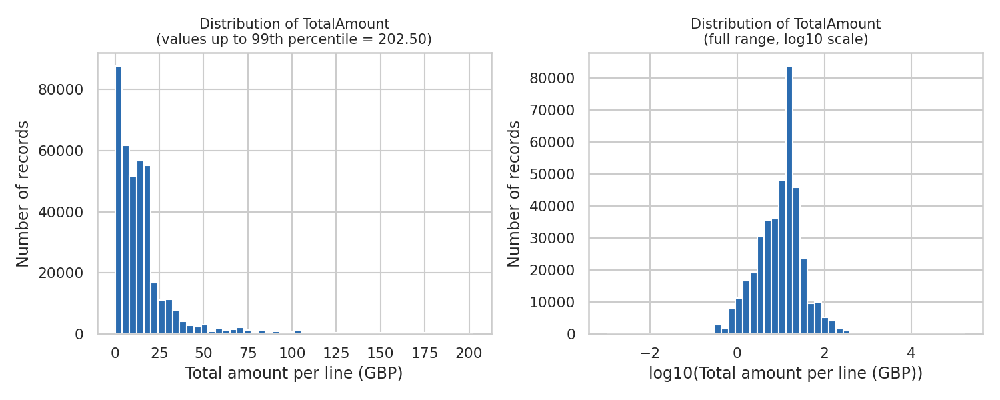 Distribution of TotalAmount
(values up to 99th percentile = 202.50)
Number of records
80000
60000
40000
20000
0
0 25 50 75 100 125 150 175 200
Total amount per line (GBP)
Distribution of TotalAmount
(full range, log10 scale)
Number of records
80000
70000
60000
50000
40000
30000
20000
10000
0
−2 0 2 4
log10(Total amount per line (GBP))